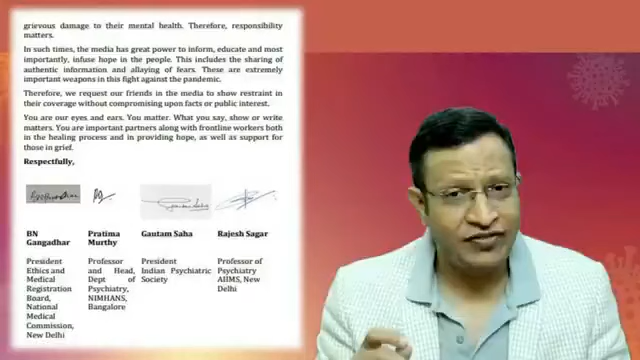 grievous damage to their mental health. Therefore, responsibility
matters.
In such times, the media has great power to inform, educate and most
importantly, infuse hope in the people. This includes the sharing of
authentic information and allaying of fears. These are extremely
important weapons in this fight against the pandemic.
Therefore, we request our friends in the media to show restraint in
their coverage without compromising upon facts or public interest.
You are our eyes and ears. You matter. What you say, show or write
matters. You are important partners along with frontline workers both
in the healing process and in providing hope, as well as support for
those in grief.
Respectfully,
BN
Gangadhar
President
Ethics and
Medical
Registration
Board,
National
Medical
Commission,
New Delhi
Pratima
Murthy
Professor
and Head,
Dept of
Psychiatry,
NIMHANS,
Bangalore
Gautam Saha
President
Indian Psychiatric
Society
Rajesh Sagar
Professor of
Psychiatry
AIIMS, New
Delhi